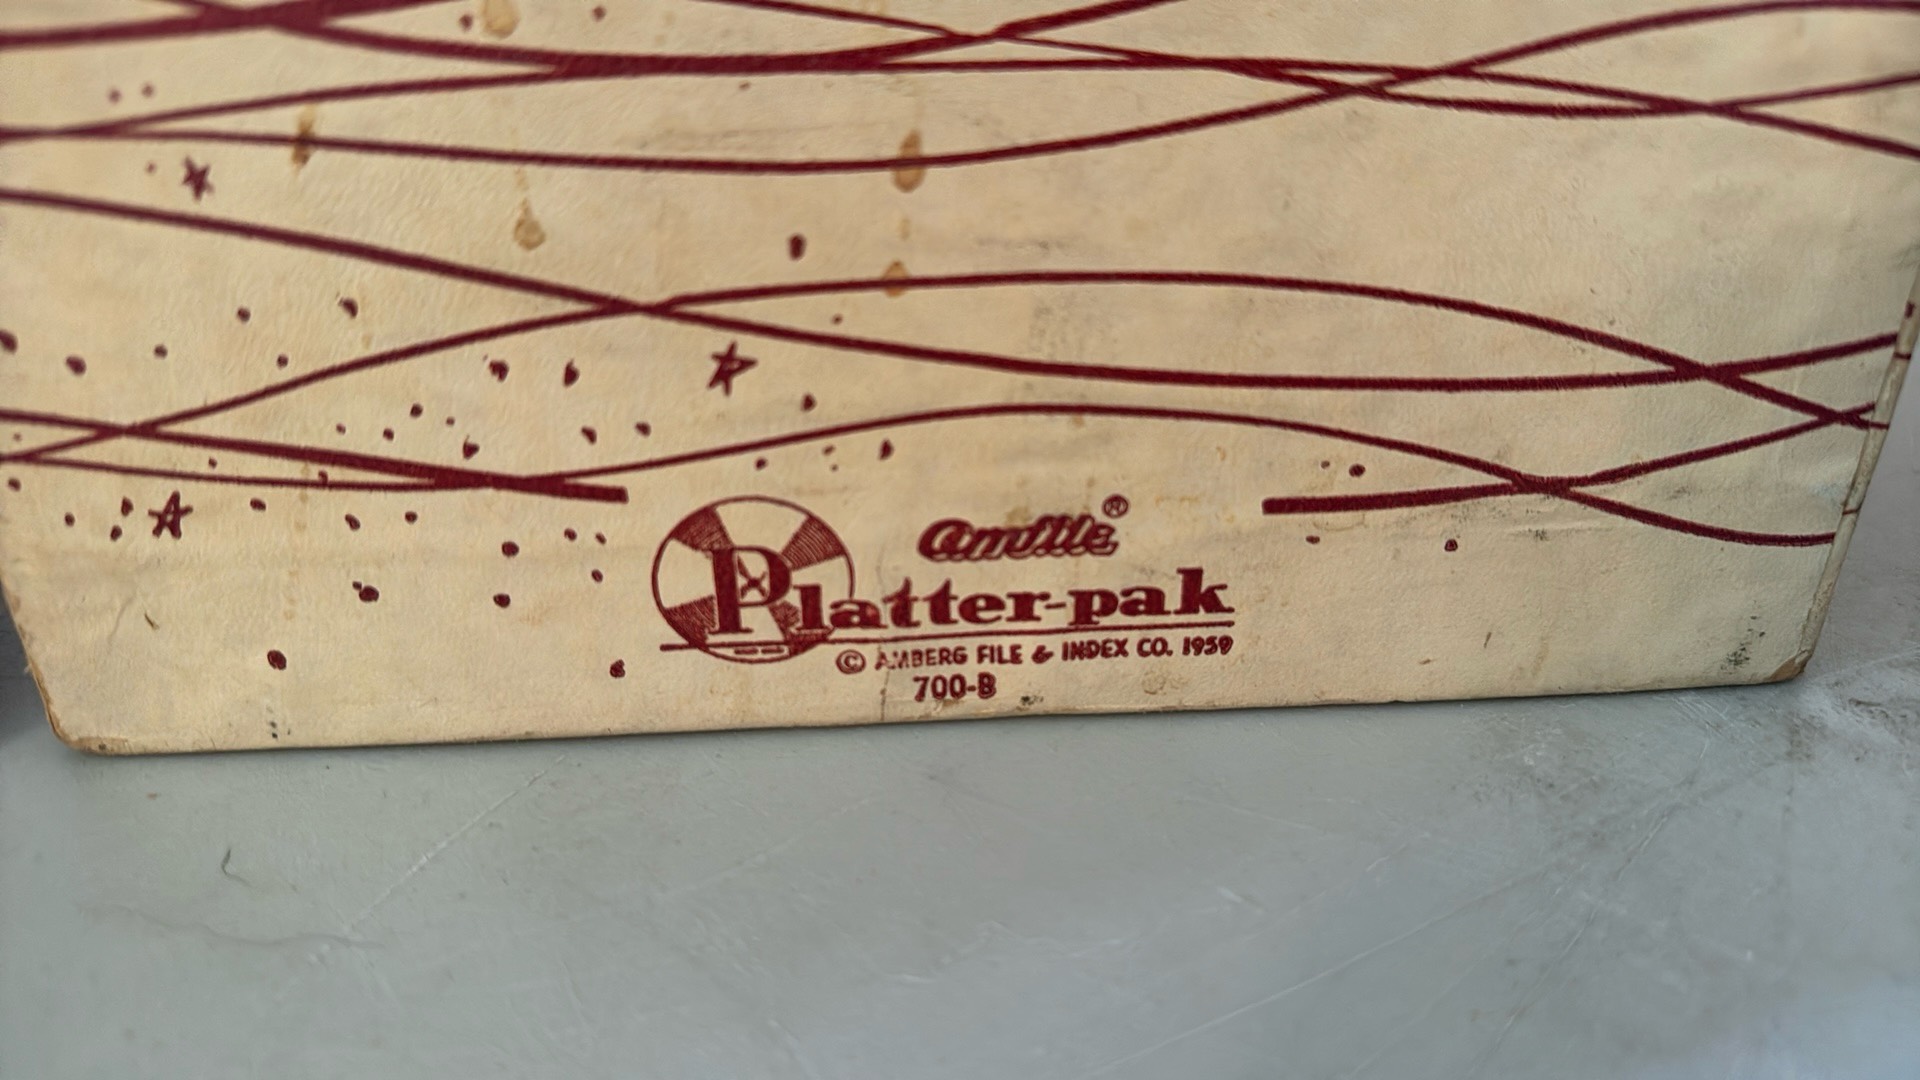 amfile®
Platter-pak
© AMBERG FILE & INDEX CO. 1959
700-B